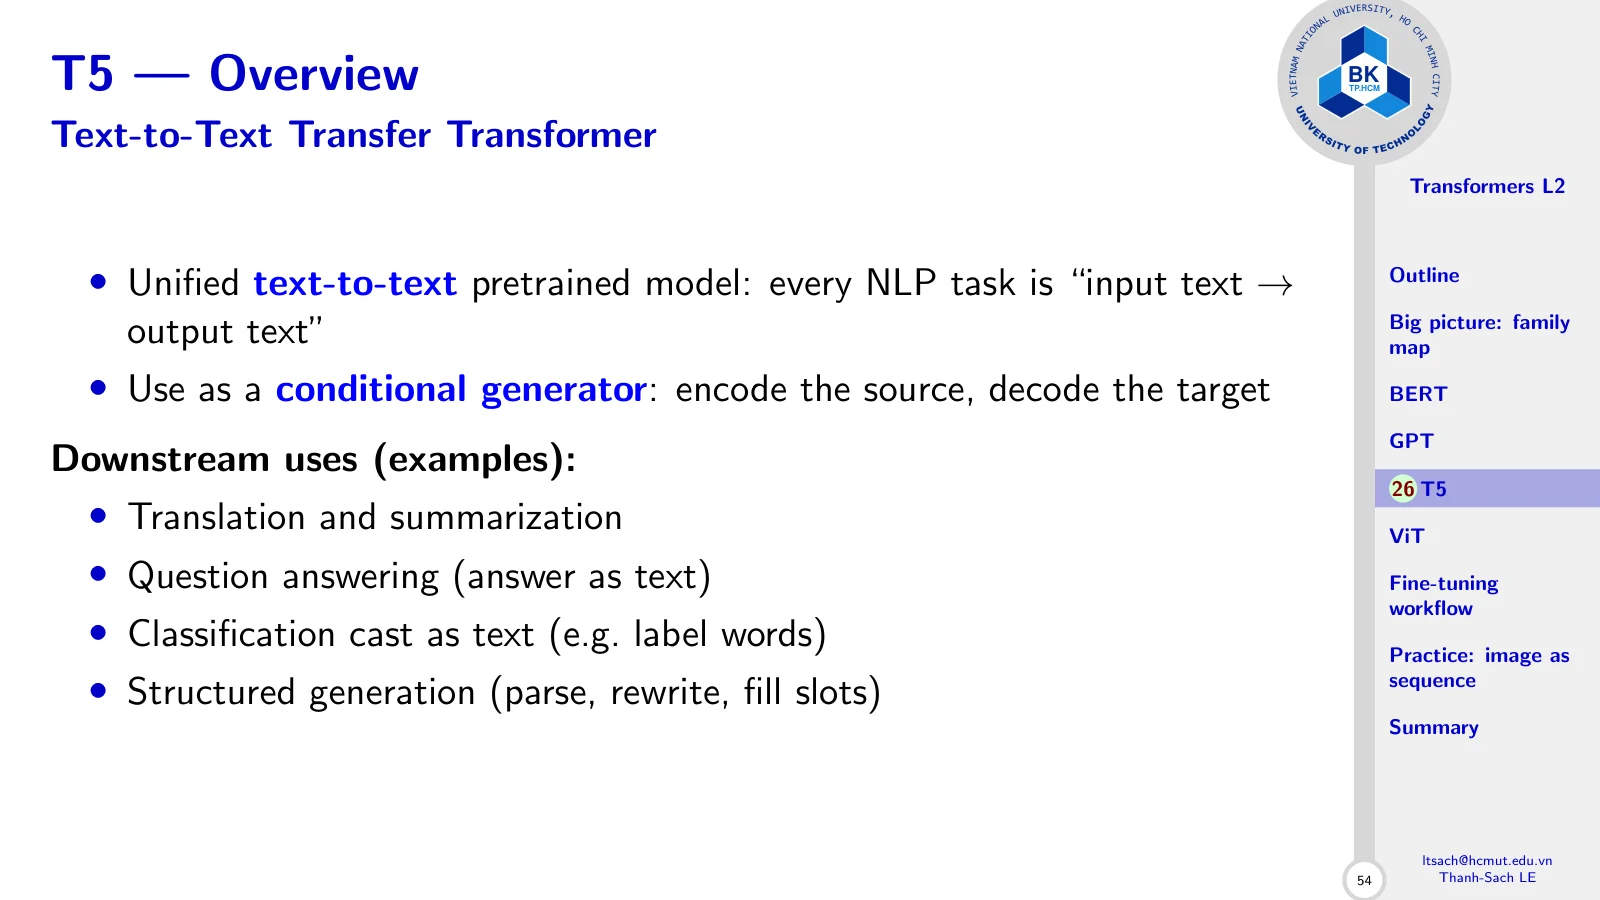 T5 — Overview
Text-to-Text Transfer Transformer
• Unified text-to-text pretrained model: every NLP task is “input text →
output text”
• Use as a conditional generator: encode the source, decode the target
Downstream uses (examples):
• Translation and summarization
• Question answering (answer as text)
• Classification cast as text (e.g. label words)
• Structured generation (parse, rewrite, fill slots)
VIETNAM NATIONAL UNIVERSITY, HO CHI MINH CITY
BK
TP.HCM
UNIVERSITY OF TECHNOLOGY
Transformers L2
Outline
Big picture: family
map
BERT
GPT
26 T5
ViT
Fine-tuning
workflow
Practice: image as
sequence
Summary
ltsach@hcmut.edu.vn
Thanh-Sach LE
54